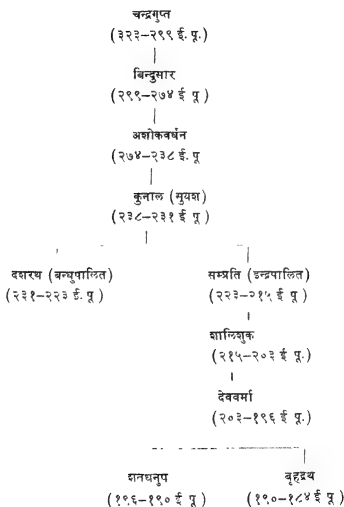 चन्द्रगुप्त
(३२३–२९९ ई. पू.)
बिन्दुसार
(२९९–२७४ ई पू )
अशोकवर्धन
(२७४–२३८ ई. पू
कुनाल (सुयश)
(२३८–२३१ ई पू )
दशरथ (बन्धुपालित)
सम्प्रति (इन्द्रपालित)
(२३१–२२३ ई. पू )
(२२३–२१५ ई पू )
शालिशुक
(२१५–२०३ ई पू.)
देववर्मा
(२०३–१९६ ई पू.)
शतधनुष
बृहद्रथ
(१९६–१९० ई पू )
(१९०–१८४ ई पू )